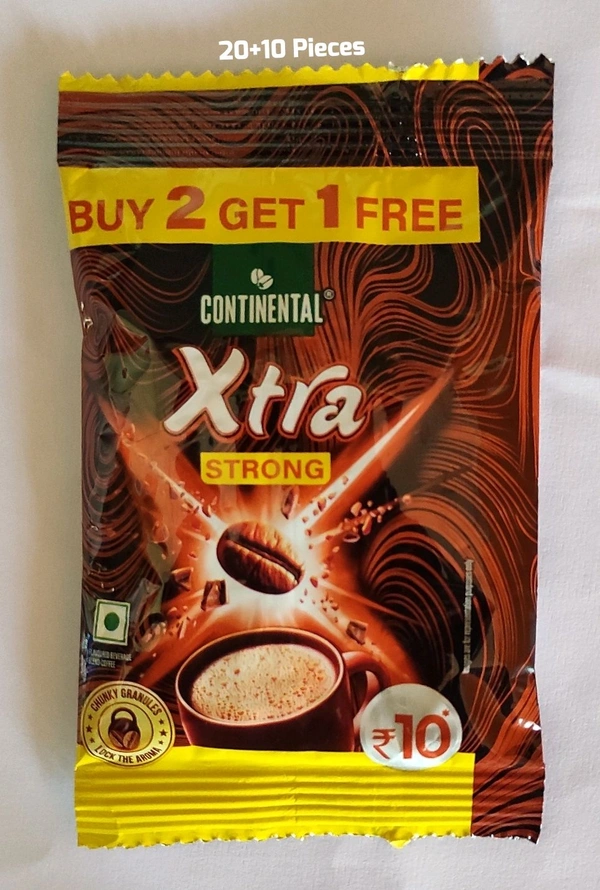 20+10 Pieces
BUY 2 GET 1 FREE
CONTINENTAL®
Xtra
STRONG
CHUNKY GRANULES
LOCK THE AROMA
₹10*